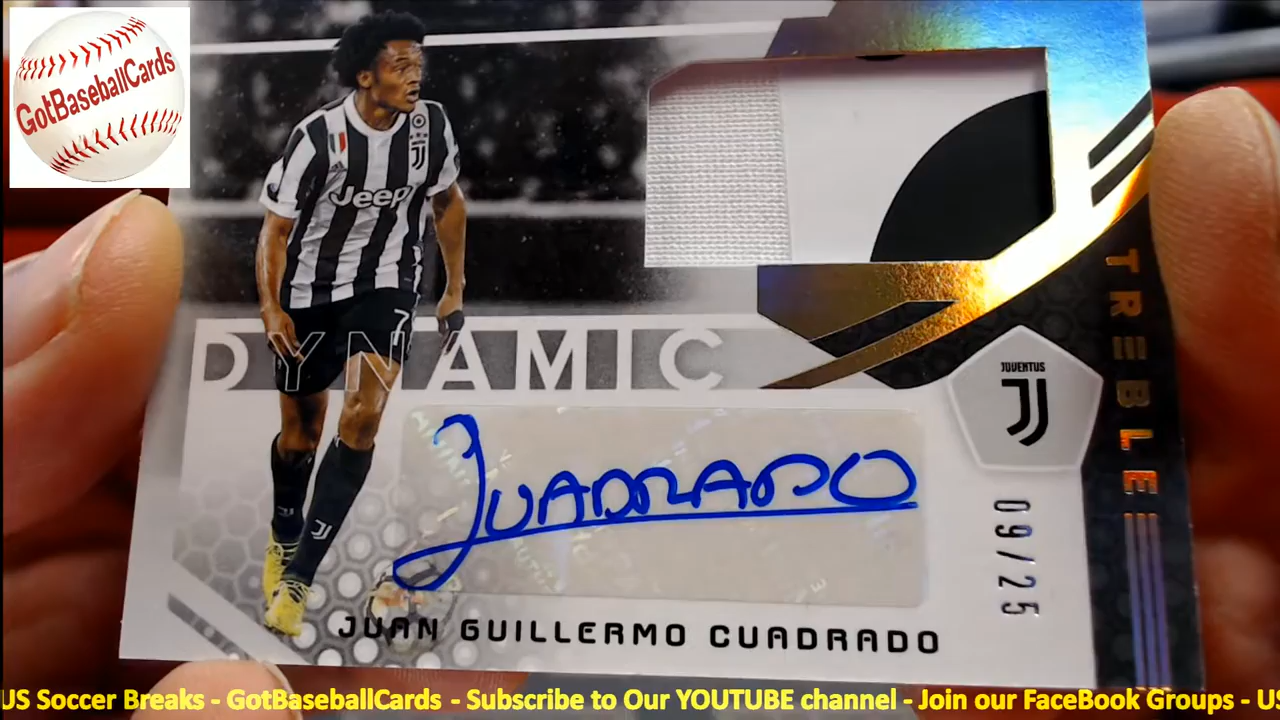 GotBaseballCards
Jeep
7
DYNAMIC
TREBLE
JUVENTUS
Juadrado
09/25
JUAN GUILLERMO CUADRADO
US Soccer Breaks - GotBaseballCards - Subscribe to Our YOUTUBE channel - Join our FaceBook Groups - US